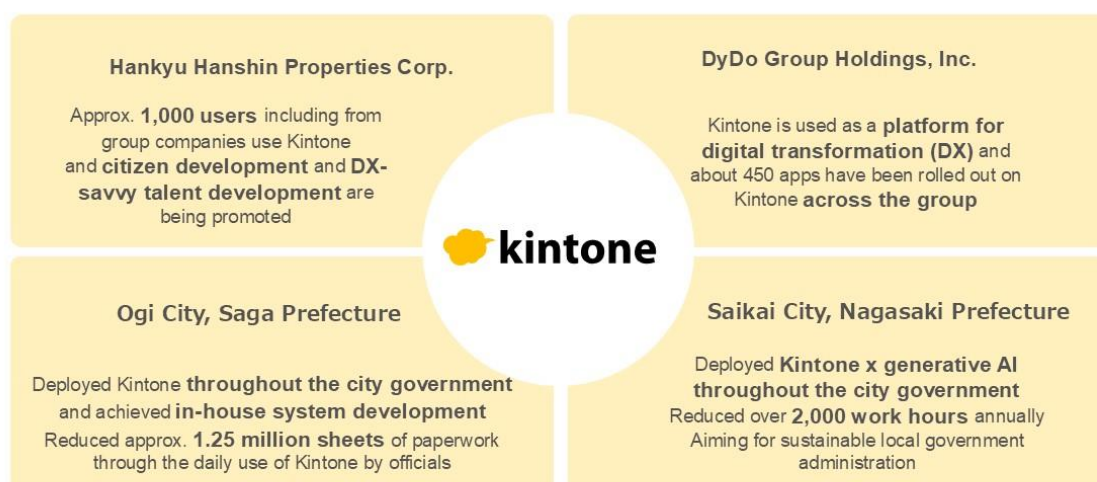 Hankyu Hanshin Properties Corp.
Approx. 1,000 users including from
group companies use Kintone
and citizen development and DX-
savvy talent development are
being promoted
DyDo Group Holdings, Inc.
Kintone is used as a platform for
digital transformation (DX) and
about 450 apps have been rolled out on
Kintone across the group
kintone
Ogi City, Saga Prefecture
Deployed Kintone throughout the city government
and achieved in-house system development
Reduced approx. 1.25 million sheets of paperwork
through the daily use of Kintone by officials
Saikai City, Nagasaki Prefecture
Deployed Kintone x generative AI
throughout the city government
Reduced over 2,000 work hours annually
Aiming for sustainable local government
administration